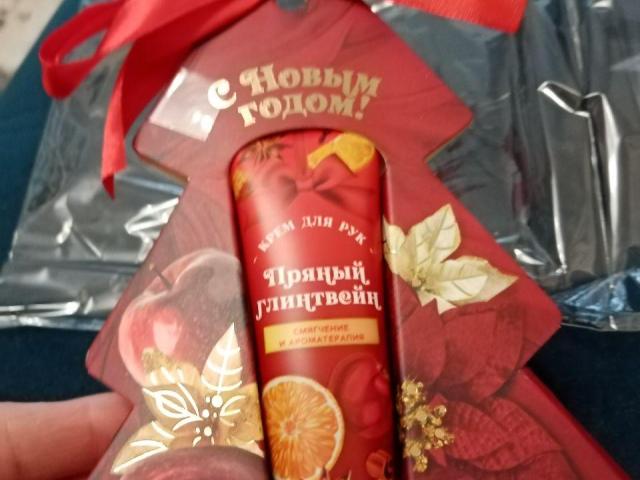 С Новым
годом!
КРЕМ ДЛЯ РУК
Пряный
глинтвейн
СМЯГЧЕНИЕ
И АРОМАТЕРАПИЯ